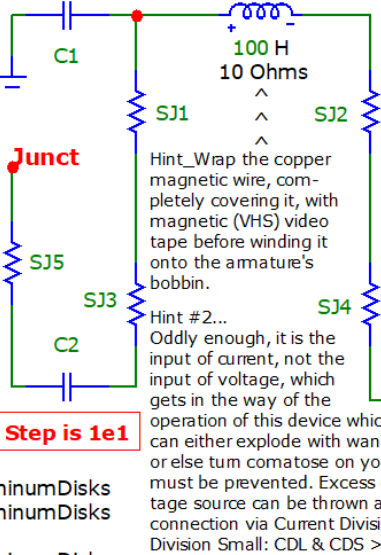 C1
100 H
10 Ohms
^
^
^
SJ1
SJ2
Junct
Hint_Wrap the copper
magnetic wire, com-
pletely covering it, with
magnetic (VHS) video
tape before winding it
onto the armature's
bobbin.
SJ5
SJ3
SJ4
Hint #2...
Oddly enough, it is the
input of current, not the
input of voltage, which
gets in the way of the
operation of this device whic
can either explode with wan
or else turn comatose on yo
must be prevented. Excess
tage source can be thrown a
connection via Current Divisi
Division Small: CDL & CDS >
C2
Step is 1e1
ninumDisks
ninumDisks